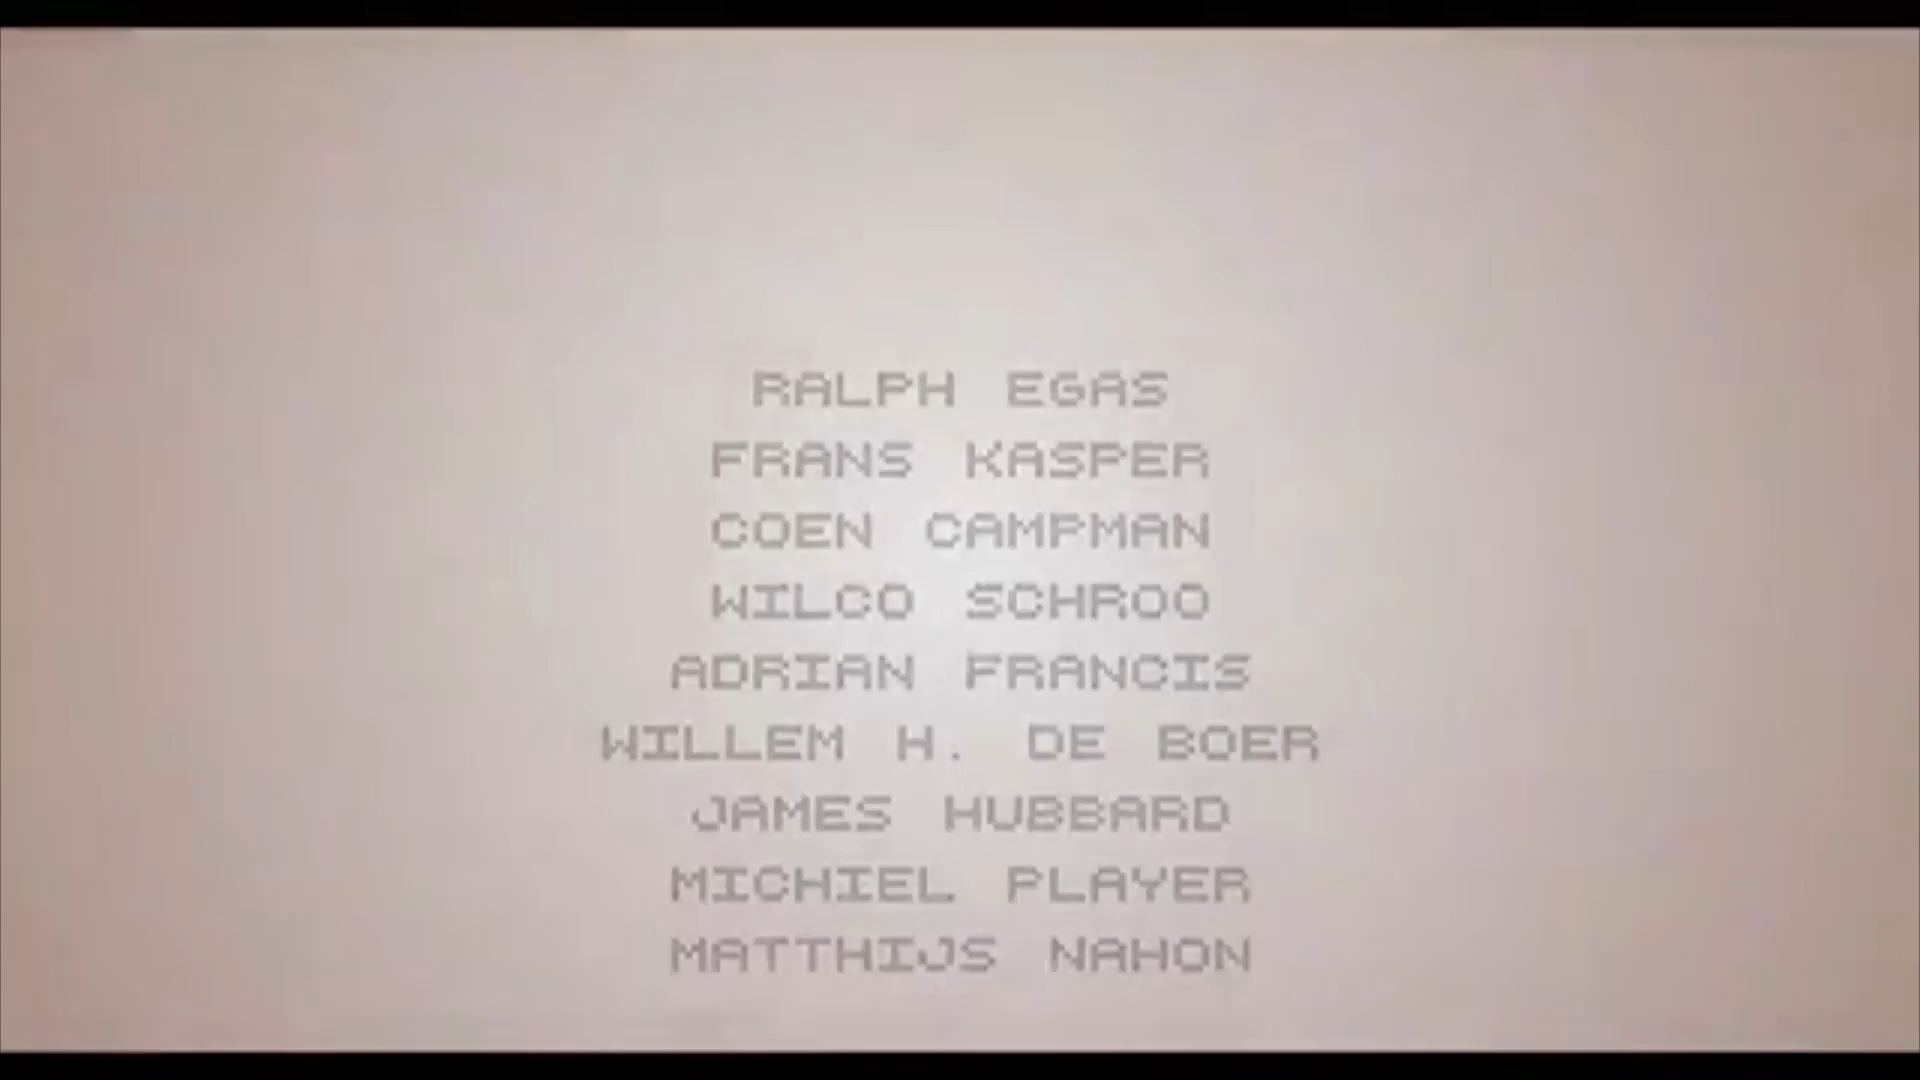 RALPH EGAS
FRANS KASPER
COEN CAMPMAN
WILCO SCHROO
ADRIAN FRANCIS
WILLEM H. DE BOER
JAMES HUBBARD
MICHIEL PLAYER
MATTHIJS NAHON